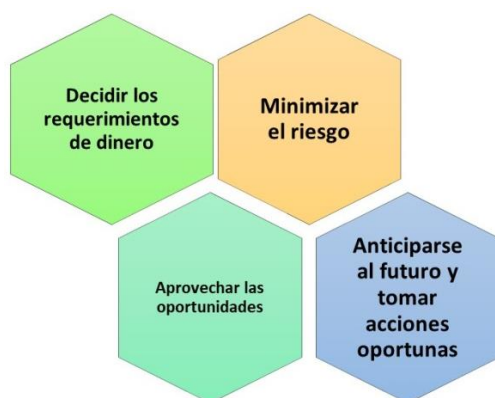 Decidir los
requerimientos
de dinero
Minimizar
el riesgo
Aprovechar las
oportunidades
Anticiparse
al futuro y
tomar
acciones
oportunas